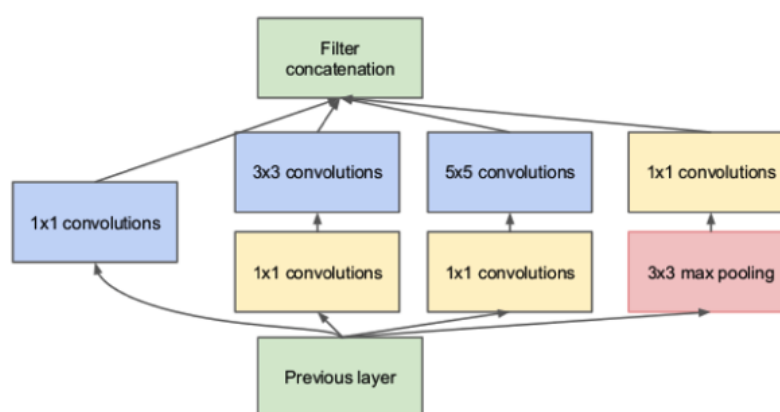 Filter
concatenation
3x3 convolutions
5x5 convolutions
1x1 convolutions
1x1 convolutions
1x1 convolutions
1x1 convolutions
3x3 max pooling
Previous layer